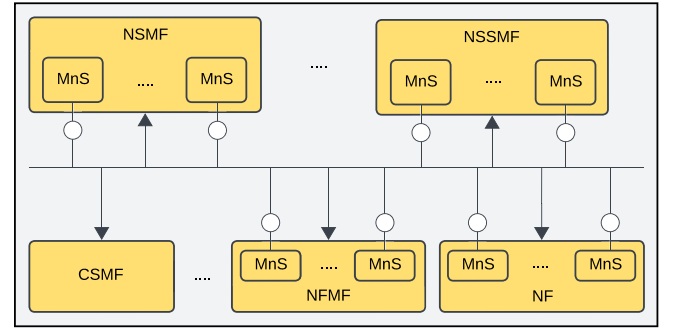 NSMF
MnS .... MnS
....
NSSMF
MnS .... MnS
CSMF
....
MnS .... MnS
NFMF
MnS .... MnS
NF